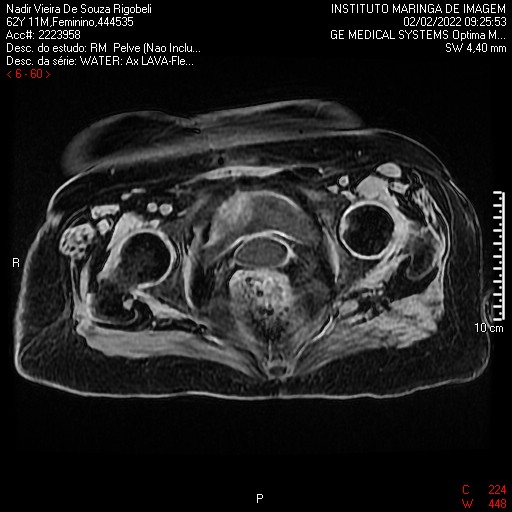 Nadir Vieira De Souza Rigobeli
62Y 11M,Feminino,444535
Acc#: 2223958
Desc. do estudo: RM Pelve (Nao Inclu...
Desc. da série: WATER: Ax LAVA-Fle...
< 6 - 60 >
INSTITUTO MARINGA DE IMAGEM
02/02/2022 09:25:53
GE MEDICAL SYSTEMS Optima M...
SW 4,40 mm
R
10 cm
P
C 224
W 448